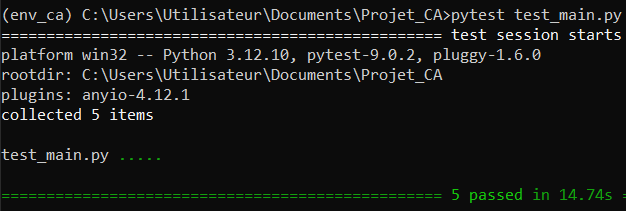 (env_ca) C:\Users\Utilisateur\Documents\Projet_CA>pytest test_main.py
================================================= test session starts
platform win32 -- Python 3.12.10, pytest-9.0.2, pluggy-1.6.0
rootdir: C:\Users\Utilisateur\Documents\Projet_CA
plugins: anyio-4.12.1
collected 5 items
test_main.py .....
================================================= 5 passed in 14.74s =